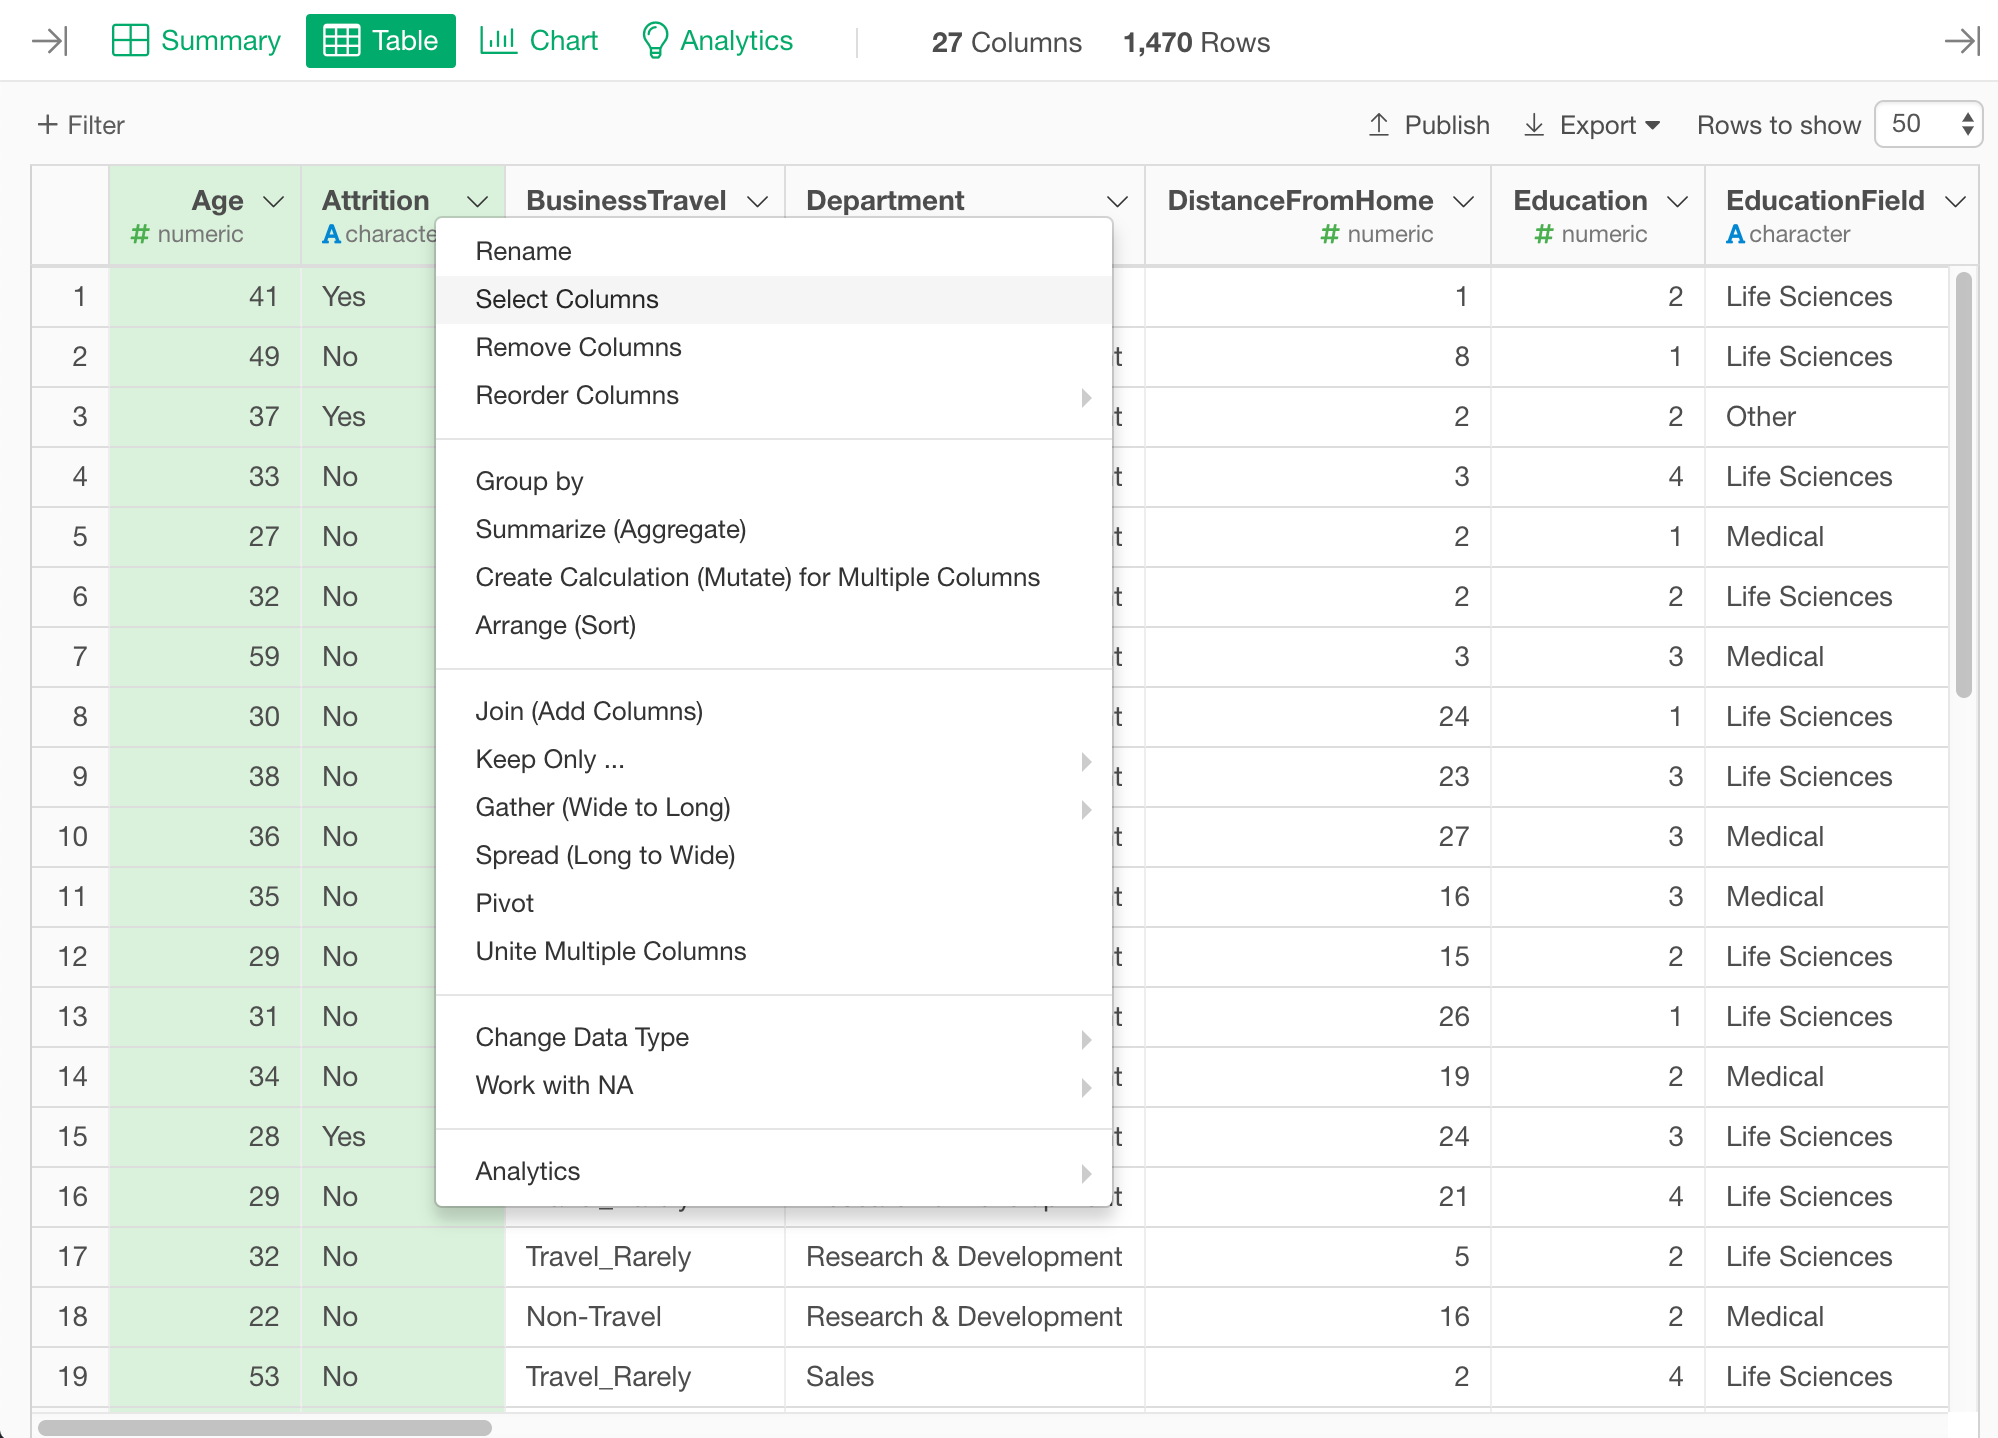 Summary Table Chart Analytics 27 Columns 1,470 Rows
+ Filter Publish Export Rows to show 50
Age Attrition BusinessTravel Department DistanceFromHome Education EducationField
# numeric A characte # numeric # numeric A character
Rename
1 41 Yes Select Columns 1 2 Life Sciences
2 49 No Remove Columns t 8 1 Life Sciences
Reorder Columns
3 37 Yes t 2 2 Other
4 33 No Group by t 3 4 Life Sciences
5 27 No Summarize (Aggregate) t 2 1 Medical
Create Calculation (Mutate) for Multiple Columns
6 32 No t 2 2 Life Sciences
Arrange (Sort)
7 59 No t 3 3 Medical
8 30 No Join (Add Columns) t 24 1 Life Sciences
Keep Only ...
9 38 No t 23 3 Life Sciences
Gather (Wide to Long)
10 36 No t 27 3 Medical
Spread (Long to Wide)
11 35 No Pivot t 16 3 Medical
12 29 No Unite Multiple Columns t 15 2 Life Sciences
13 31 No t 26 1 Life Sciences
Change Data Type
14 34 No t 19 2 Medical
Work with NA
15 28 Yes t 24 3 Life Sciences
Analytics
16 29 No t 21 4 Life Sciences
17 32 No Travel_Rarely Research & Development 5 2 Life Sciences
18 22 No Non-Travel Research & Development 16 2 Medical
19 53 No Travel_Rarely Sales 2 4 Life Sciences